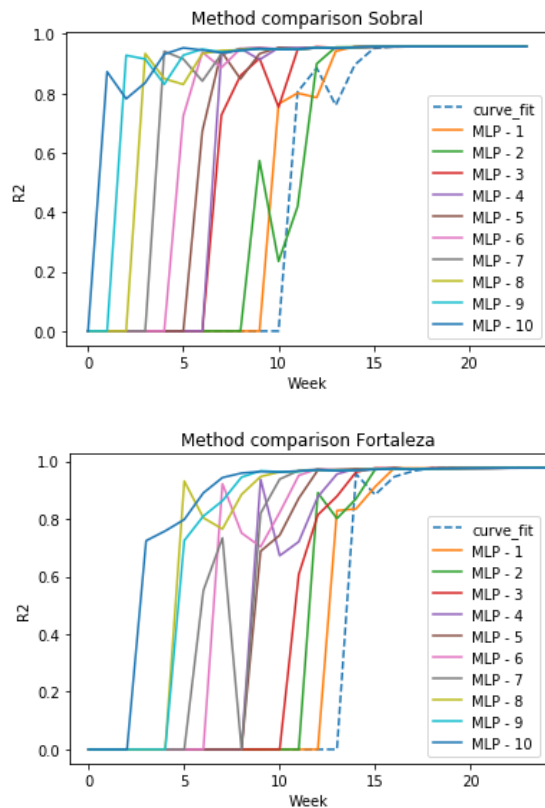 Method comparison Sobral
1.0
0.8
0.6
0.4
0.2
0.0
R2
curve_fit
MLP - 1
MLP - 2
MLP - 3
MLP - 4
MLP - 5
MLP - 6
MLP - 7
MLP - 8
MLP - 9
MLP - 10
0 5 10 15 20
Week
Method comparison Fortaleza
1.0
0.8
0.6
0.4
0.2
0.0
R2
curve_fit
MLP - 1
MLP - 2
MLP - 3
MLP - 4
MLP - 5
MLP - 6
MLP - 7
MLP - 8
MLP - 9
MLP - 10
0 5 10 15 20
Week